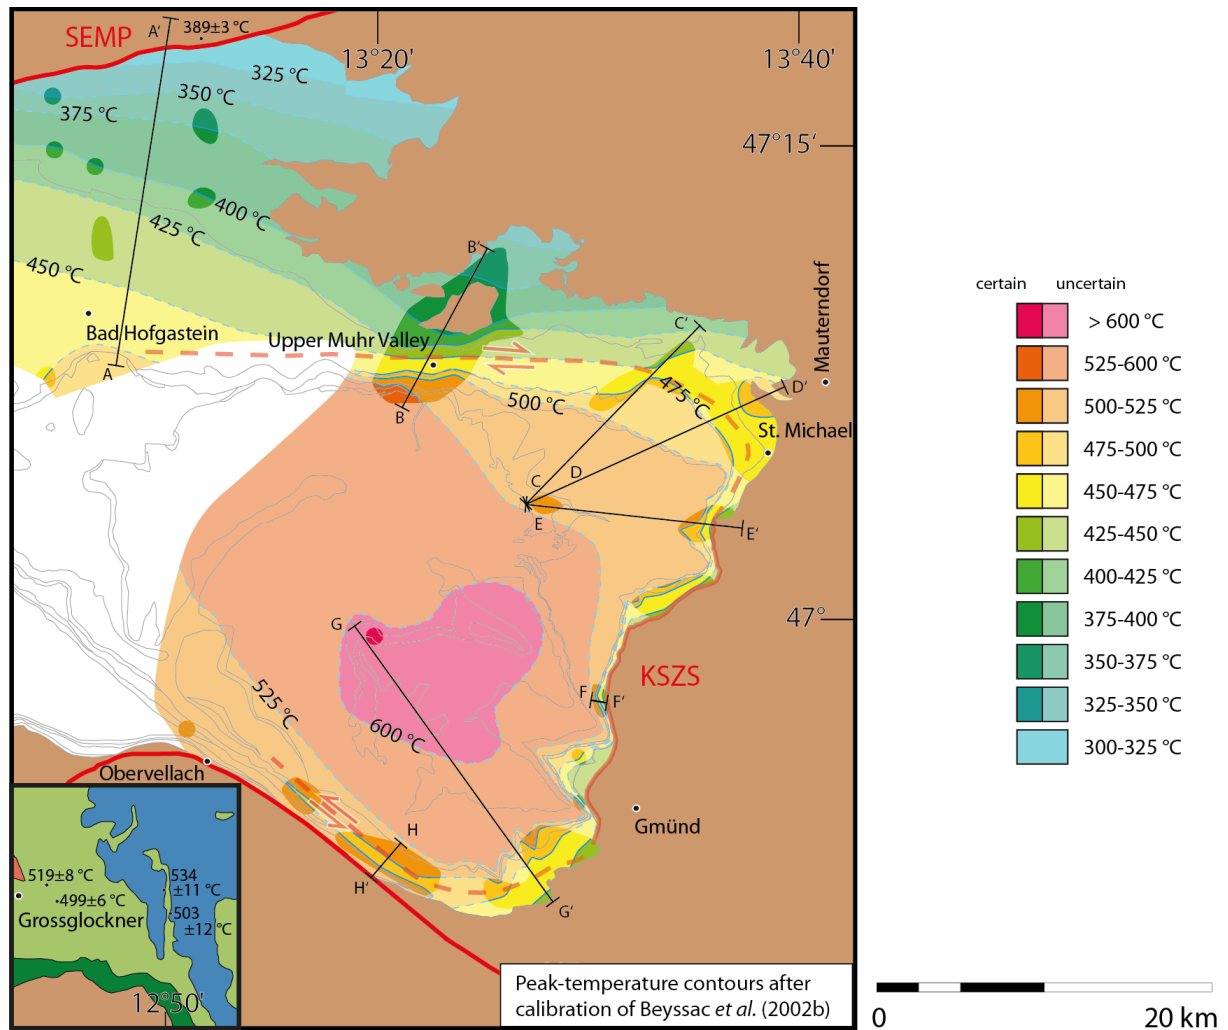 A'
389±3 °C
SEMP
13°20'
13°40'
325 °C
350 °C
375 °C
47°15'
400 °C
425 °C
450 °C
B'
Bad Hofgastein
Upper Muhr Valley
C'
Mauterndorf
A
475 °C
D'
500 °C
B
St. Michael
C
D
E
E'
47°
G
KSZS
F
F'
525 °C
600 °C
Obervellach
Gmünd
H
H'
G'
519±8 °C
499±6 °C
Grossglockner
534
±11 °C
503
±12 °C
12°50'
Peak-temperature contours after
calibration of Beyssac et al. (2002b)
certain uncertain
> 600 °C
525-600 °C
500-525 °C
475-500 °C
450-475 °C
425-450 °C
400-425 °C
375-400 °C
350-375 °C
325-350 °C
300-325 °C
0 20 km